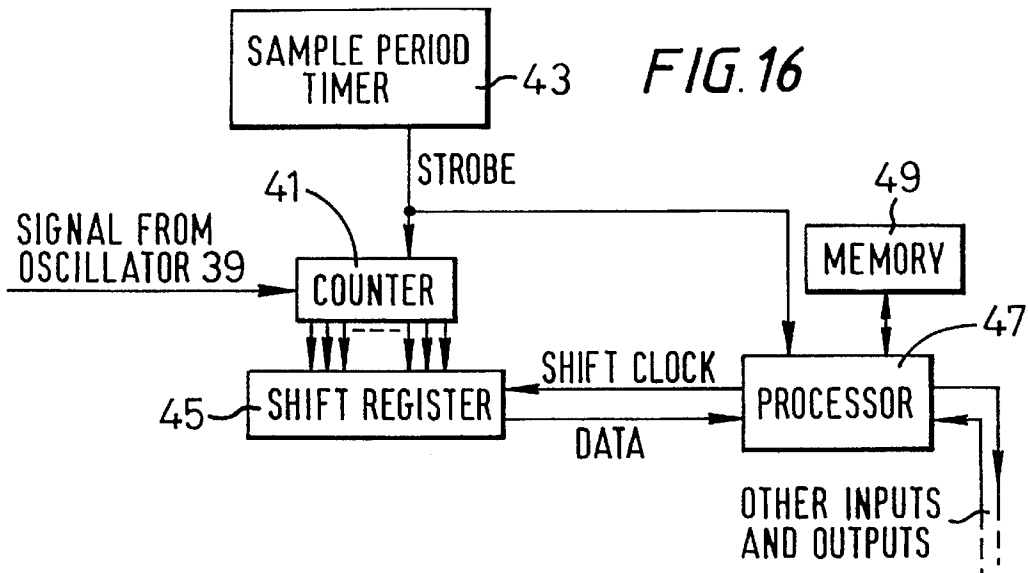 SAMPLE PERIOD
TIMER
43
FIG. 16
STROBE
41
49
SIGNAL FROM
OSCILLATOR 39
COUNTER
MEMORY
47
SHIFT CLOCK
45
SHIFT REGISTER
PROCESSOR
DATA
OTHER INPUTS
AND OUTPUTS